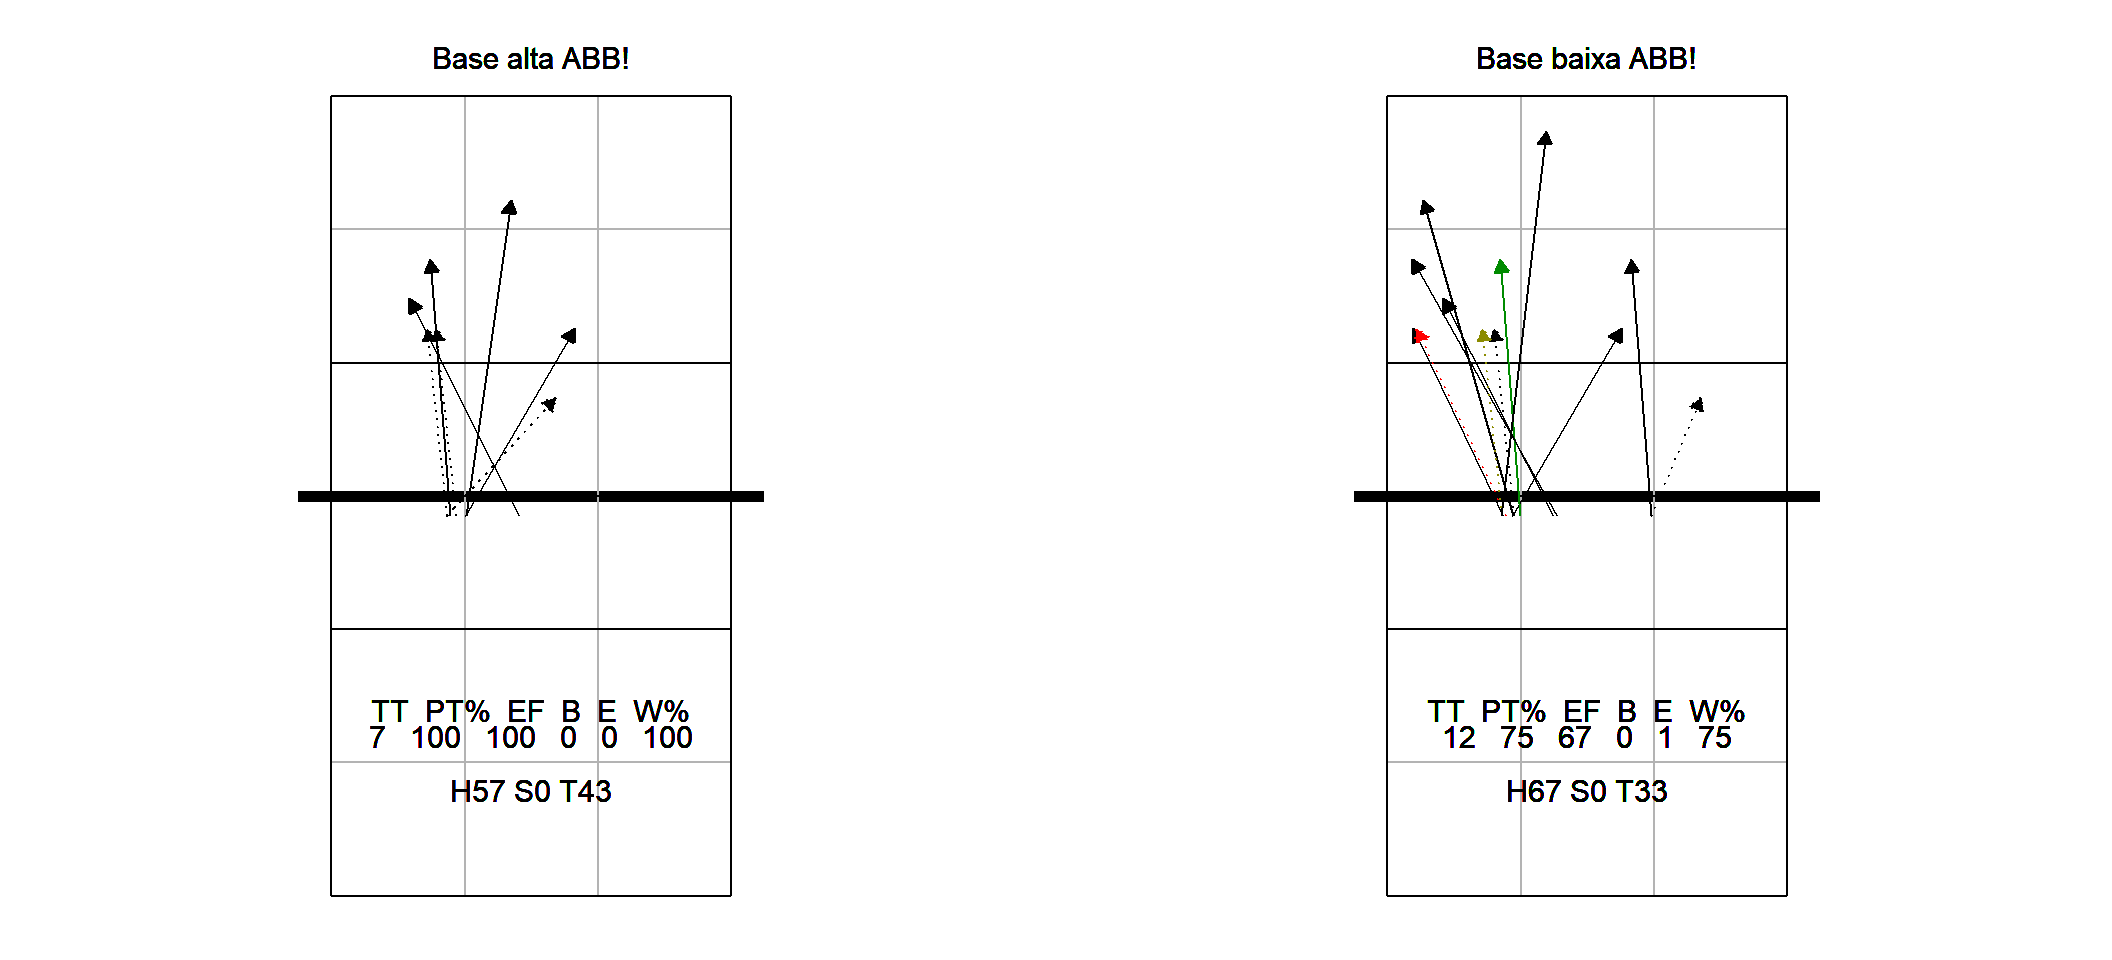 Base alta ABB!
TT PT% EF B E W%
7 100 100 0 0 100
H57 S0 T43
Base baixa ABB!
TT PT% EF B E W%
12 75 67 0 1 75
H67 S0 T33